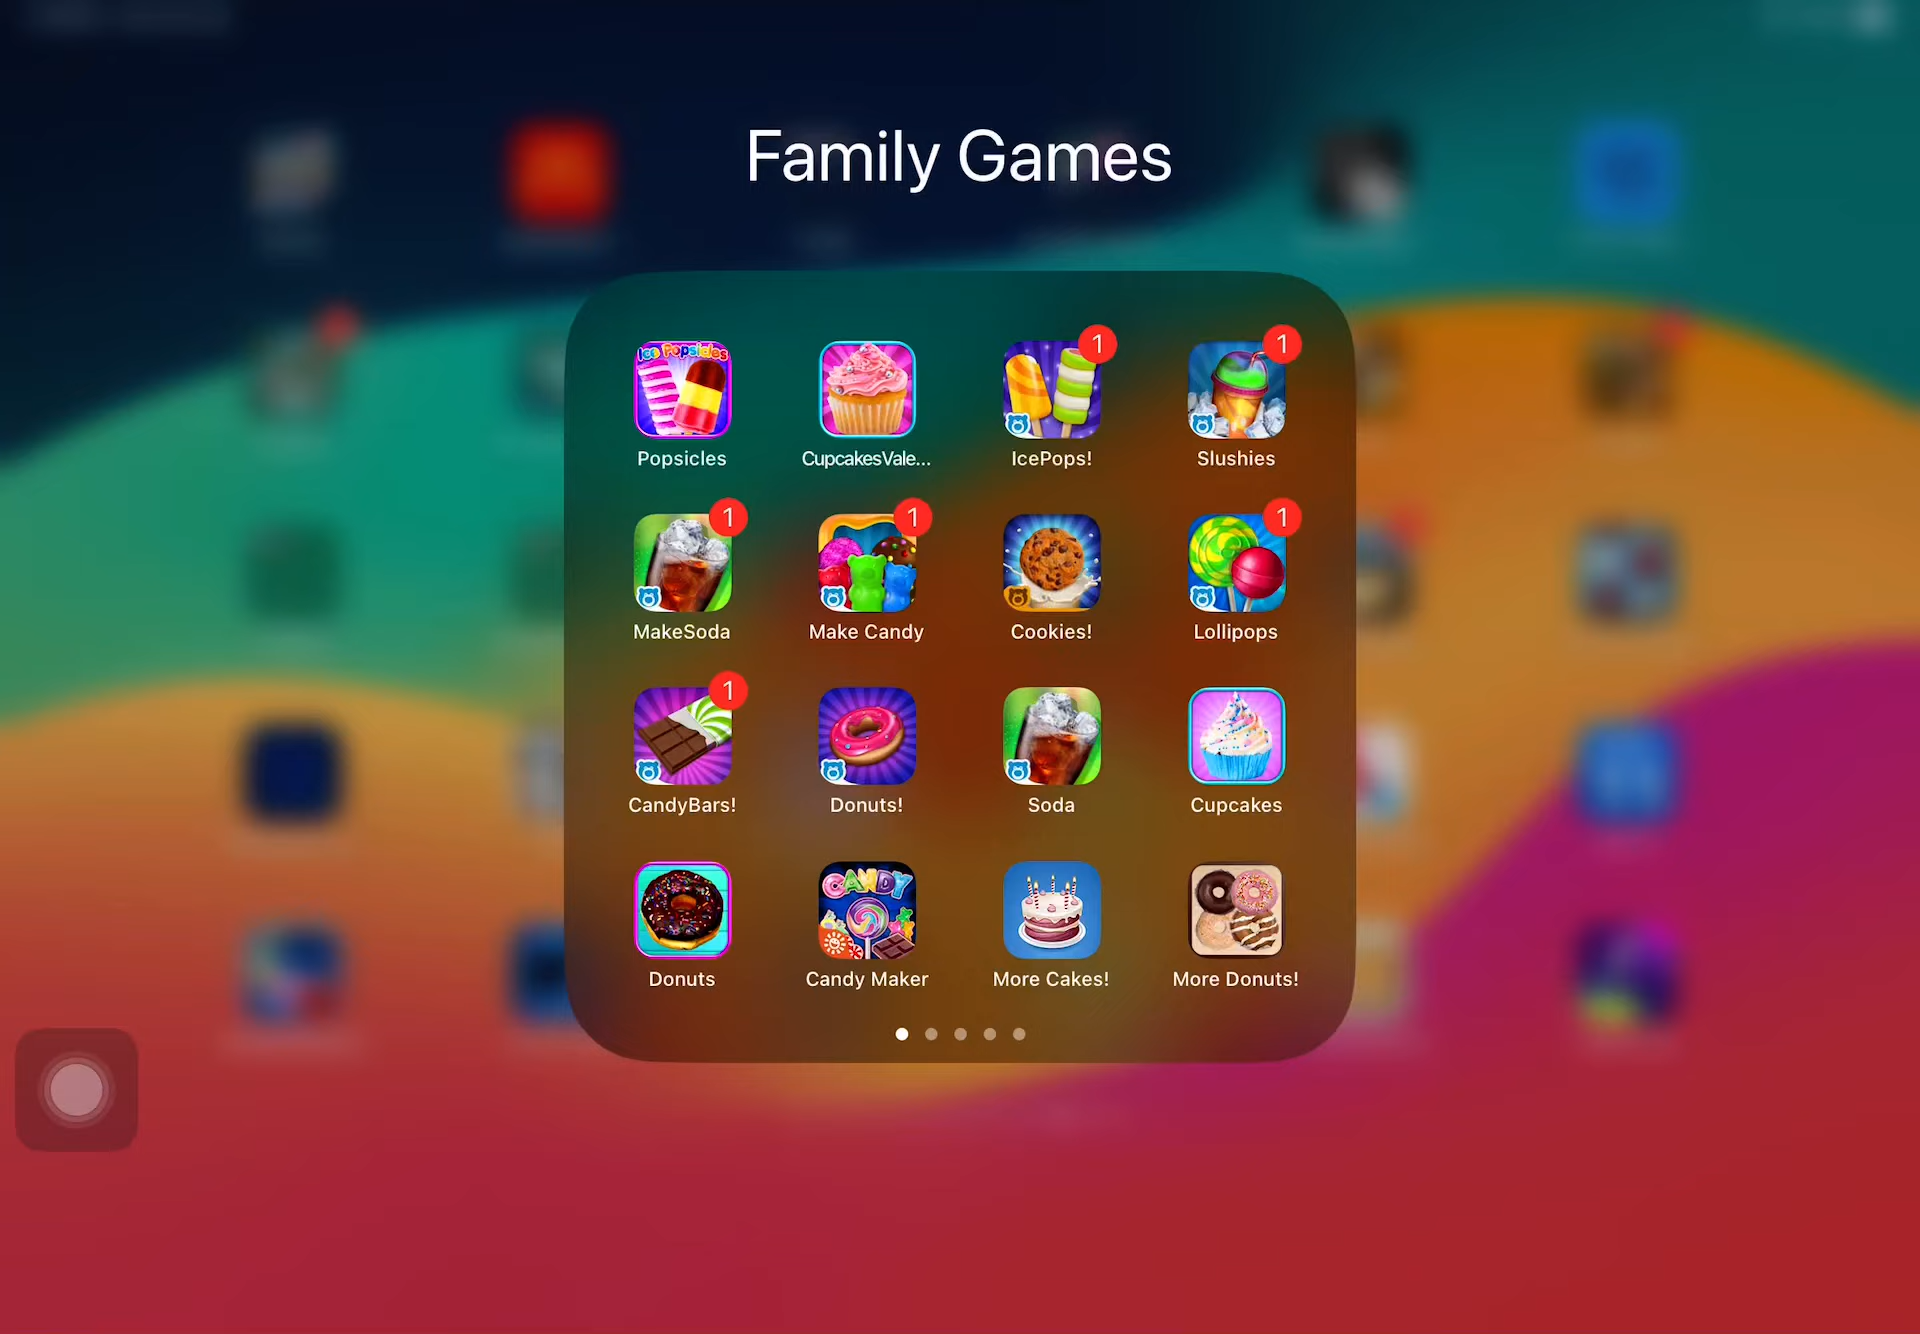 Family Games
Ice Popsicles
1
1
Popsicles
CupcakesVale...
IcePops!
Slushies
1
1
1
MakeSoda
Make Candy
Cookies!
Lollipops
1
CandyBars!
Donuts!
Soda
Cupcakes
CANDY
Donuts
Candy Maker
More Cakes!
More Donuts!